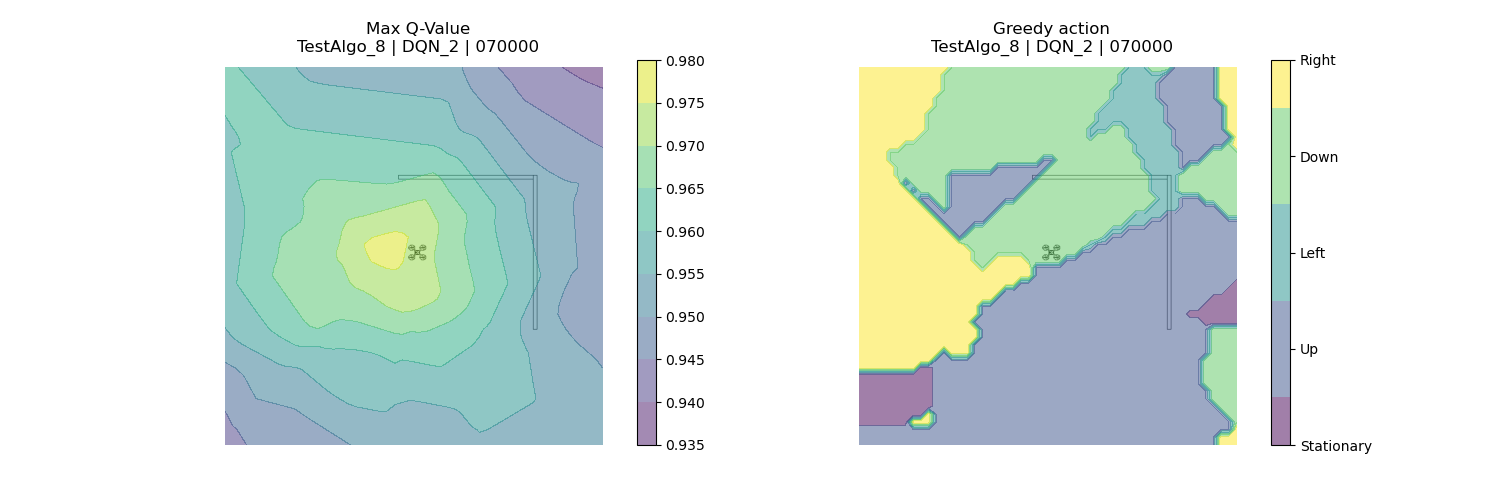 Max Q-Value
TestAlgo_8 | DQN_2 | 070000
0.980
0.975
0.970
0.965
0.960
0.955
0.950
0.945
0.940
0.935
Greedy action
TestAlgo_8 | DQN_2 | 070000
Right
Down
Left
Up
Stationary